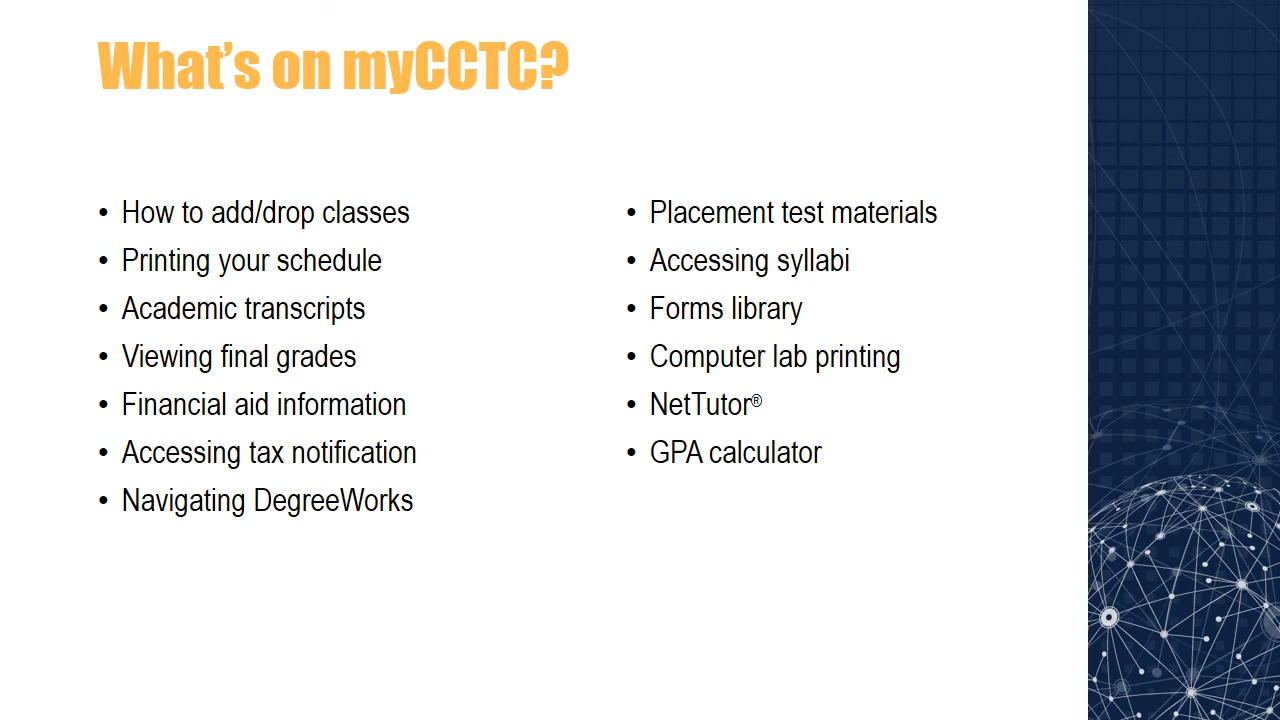 What’s on myCCTC?
• How to add/drop classes
• Printing your schedule
• Academic transcripts
• Viewing final grades
• Financial aid information
• Accessing tax notification
• Navigating DegreeWorks
• Placement test materials
• Accessing syllabi
• Forms library
• Computer lab printing
• NetTutor®
• GPA calculator